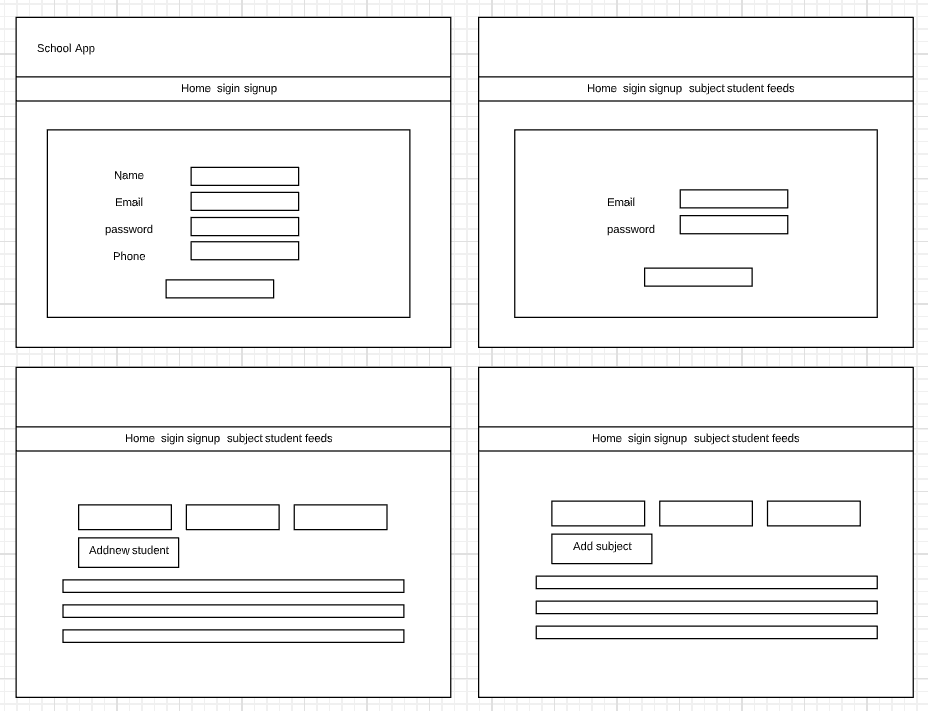 School App
Home sigin signup
Name
Email
password
Phone
Home sigin signup subject student feeds
Email
password
Home sigin signup subject student feeds
Addnew student
Home sigin signup subject student feeds
Add subject